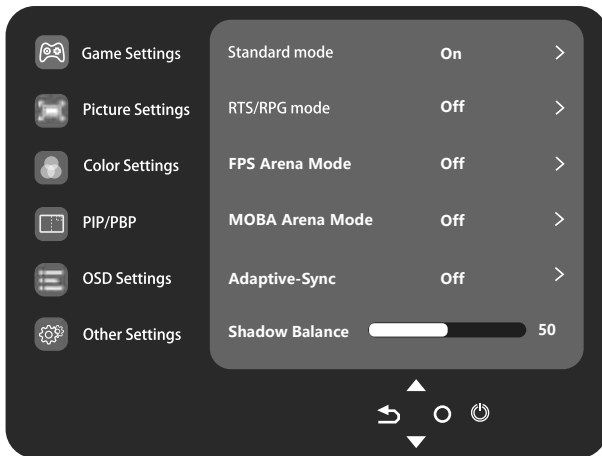 Game Settings
Picture Settings
Color Settings
PIP/PBP
OSD Settings
Other Settings
Standard mode On
RTS/RPG mode Off
FPS Arena Mode Off
MOBA Arena Mode Off
Adaptive-Sync Off
Shadow Balance 50